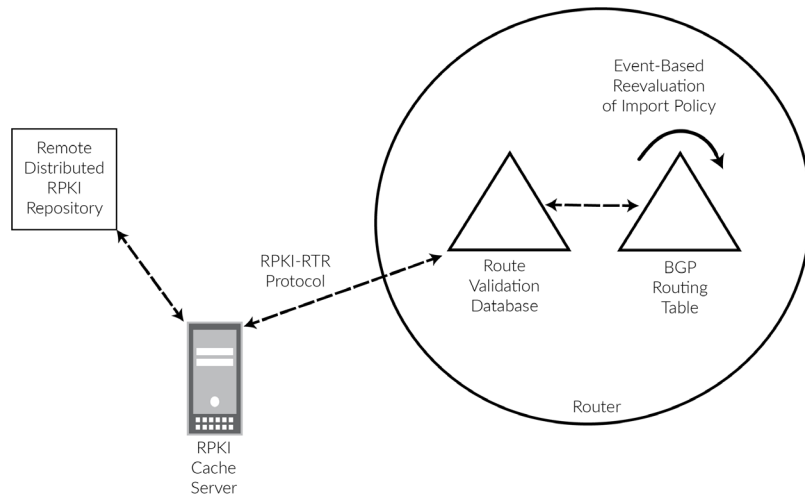 Event-Based
Reevaluation
of Import Policy
Remote
Distributed
RPKI
Repository
RPKI-RTR
Protocol
Route
Validation
Database
BGP
Routing
Table
Router
RPKI
Cache
Server